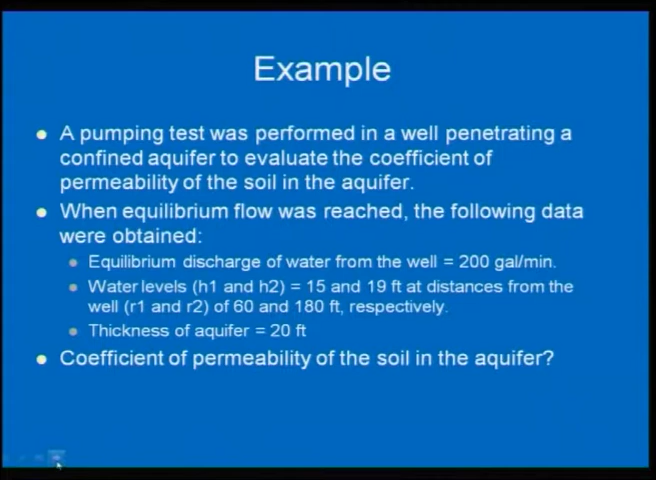 Example
A pumping test was performed in a well penetrating a
confined aquifer to evaluate the coefficient of
permeability of the soil in the aquifer.
When equilibrium flow was reached, the following data
were obtained:
Equilibrium discharge of water from the well = 200 gal/min.
Water levels (h1 and h2) = 15 and 19 ft at distances from the
well (r1 and r2) of 60 and 180 ft, respectively.
Thickness of aquifer = 20 ft
Coefficient of permeability of the soil in the aquifer?